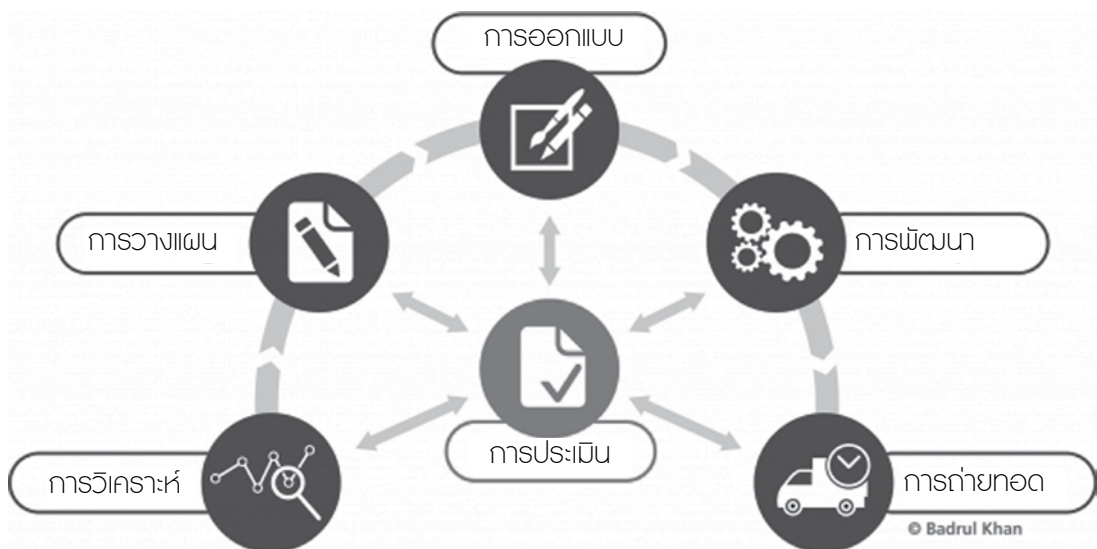 การออกแบบ
การวางแผน
การพัฒนา
การประเมิน
การวิเคราะห์
การถ่ายทอด
© Badrul Khan